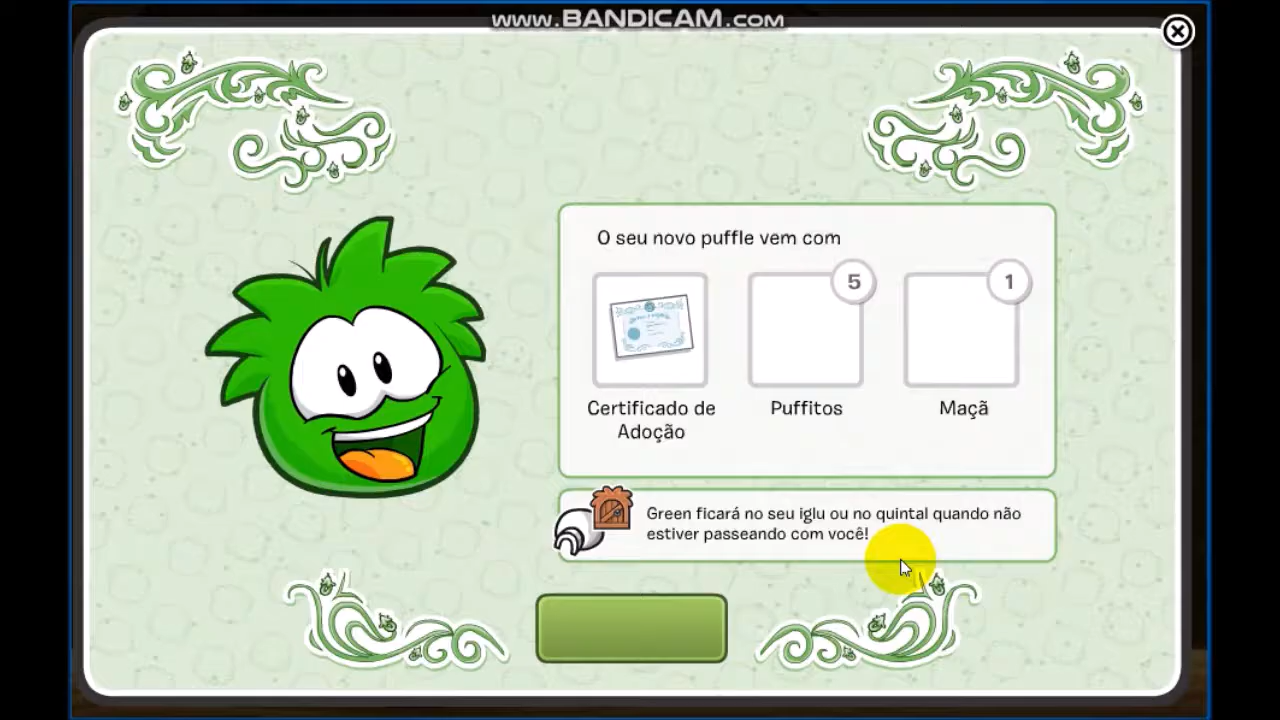 www.BANDICAM.com
O seu novo puffle vem com
5
1
Certificado de
Adoção
Puffitos
Maçã
Green ficará no seu iglu ou no quintal quando não
estiver passeando com você!